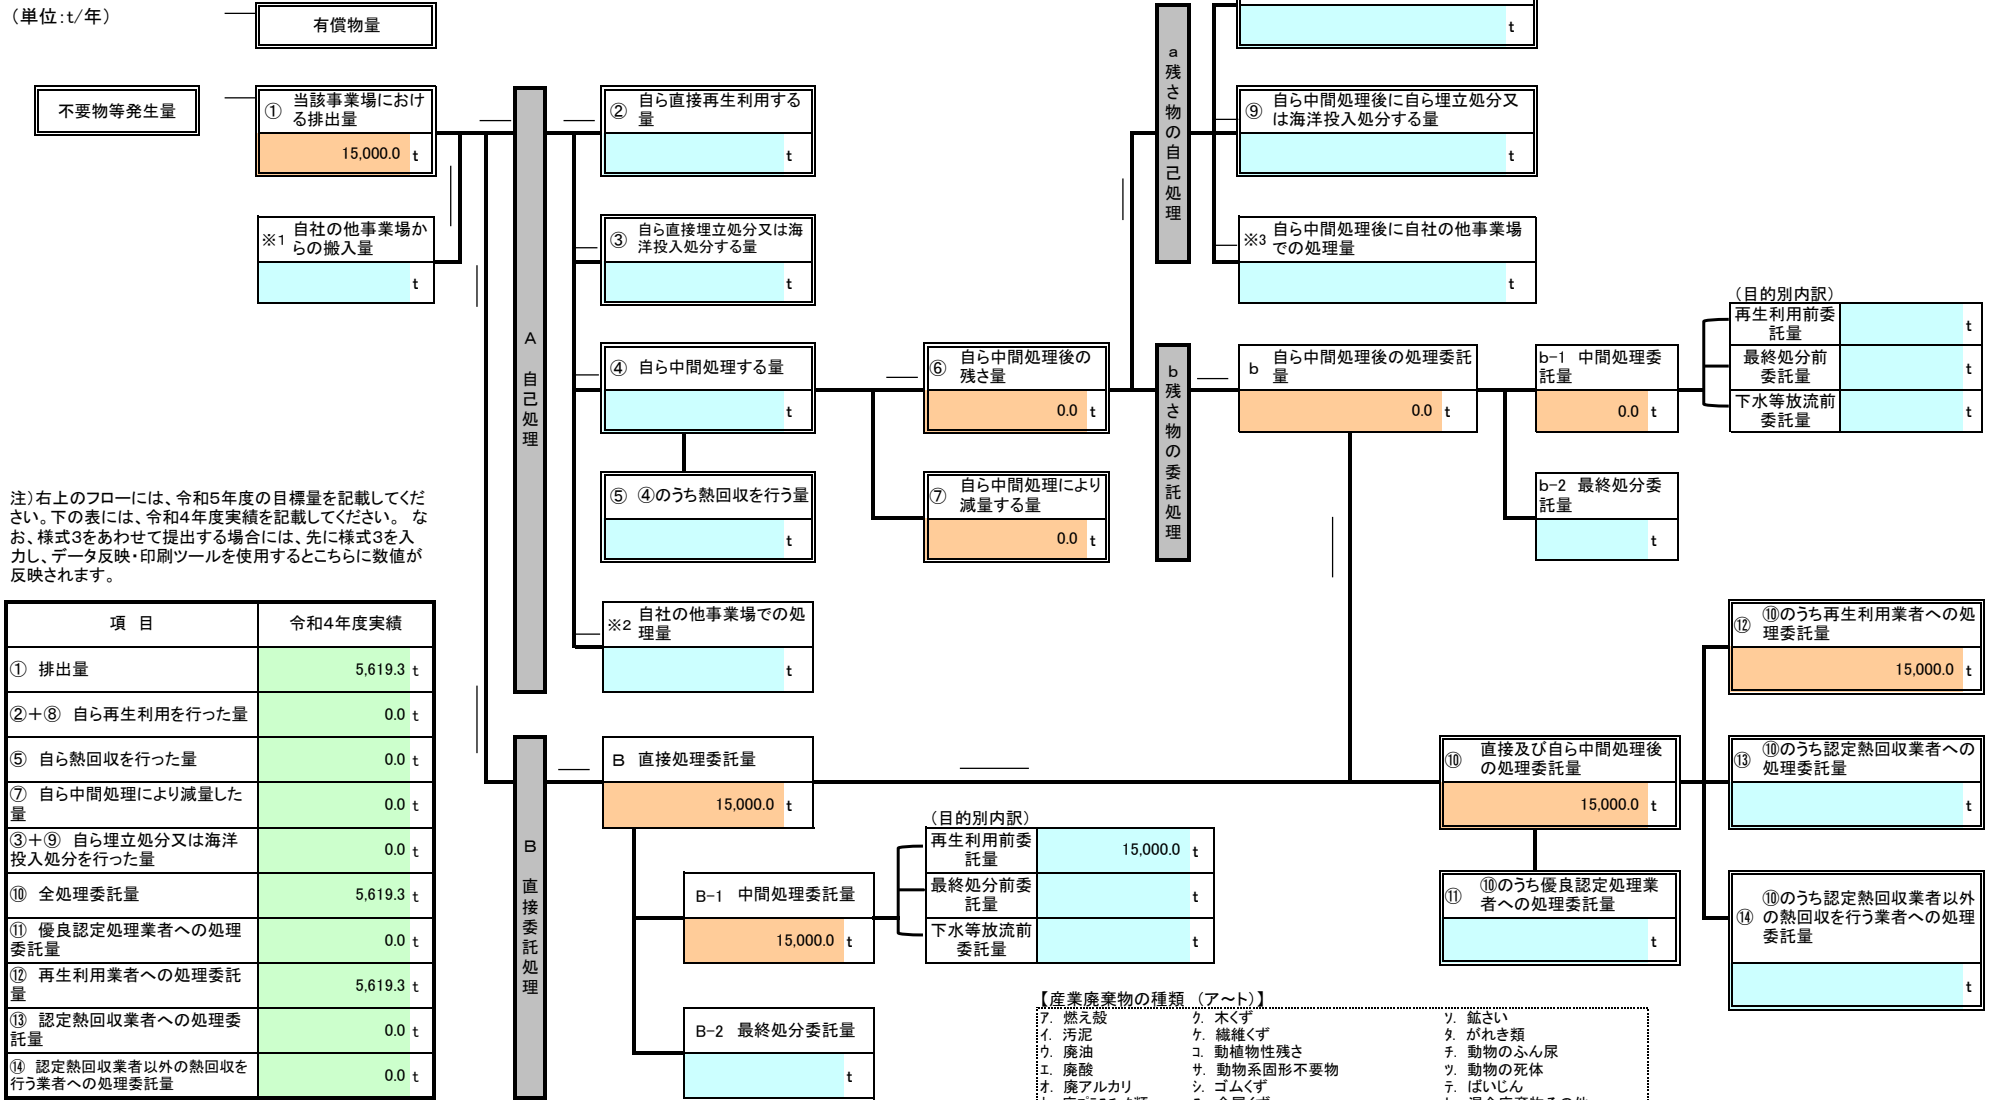 （単位:t/年）
有償物量
t
不要物等発生量
① 当該事業場におけ
る排出量
15,000.0 t
※1 自社の他事業場か
らの搬入量
t
A 自己処理
② 自ら直接再生利用する
量
t
③ 自ら直接埋立処分又は海
洋投入処分する量
t
④ 自ら中間処理する量
t
⑤ ④のうち熱回収を行う量
t
※2 自社の他事業場での処
理量
t
⑥ 自ら中間処理後の
残さ量
0.0 t
⑦ 自ら中間処理により
減量する量
0.0 t
a 残さ物の自己処理
⑨ 自ら中間処理後に自ら埋立処分又
は海洋投入処分する量
t
※3 自ら中間処理後に自社の他事業場
での処理量
t
b 残さ物の委託処理
b 自ら中間処理後の処理委託
量
0.0 t
b-1 中間処理委
託量
0.0 t
b-2 最終処分委
託量
t
（目的別内訳）
再生利用前委
託量
t
最終処分前
委託量
t
下水等放流前
委託量
t
注）右上のフローには、令和5年度の目標量を記載してくだ
さい。下の表には、令和4年度実績を記載してください。 な
お、様式3をあわせて提出する場合には、先に様式3を入
力し、データ反映・印刷ツールを使用するとこちらに数値が
反映されます。
項 目 令和4年度実績
① 排出量 5,619.3 t
②＋⑧ 自ら再生利用を行った量 0.0 t
⑤ 自ら熱回収を行った量 0.0 t
⑦ 自ら中間処理により減量した
量 0.0 t
③＋⑨ 自ら埋立処分又は海洋
投入処分を行った量 0.0 t
⑩ 全処理委託量 5,619.3 t
⑪ 優良認定処理業者への処理
委託量 0.0 t
⑫ 再生利用業者への処理委託
量 5,619.3 t
⑬ 認定熱回収業者への処理委
託量 0.0 t
⑭ 認定熱回収業者以外の熱回収を
行う業者への処理委託量 0.0 t
B 直接委託処理
B 直接処理委託量
15,000.0 t
B-1 中間処理委託量
15,000.0 t
B-2 最終処分委託量
t
（目的別内訳）
再生利用前委
託量
15,000.0 t
最終処分前委
託量
t
下水等放流前
委託量
t
⑩ 直接及び自ら中間処理後
の処理委託量
15,000.0 t
⑪ ⑩のうち優良認定処理業
者への処理委託量
t
⑫ ⑩のうち再生利用業者への処
理委託量
15,000.0 t
⑬ ⑩のうち認定熱回収業者への
処理委託量
t
⑭ ⑩のうち認定熱回収業者以外
の熱回収を行う業者への処理
委託量
t
【産業廃棄物の種類 （ア～ト）】
ｱ. 燃え殻 ｸ. 木くず ｿ. 鉱さい
ｲ. 汚泥 ｹ. 繊維くず ﾀ. がれき類
ｳ. 廃油 ｺ. 動植物性残さ ﾁ. 動物のふん尿
ｴ. 廃酸 ｻ. 動物系固形不要物 ﾂ. 動物の死体
ｵ. 廃アルカリ ｼ. ゴムくず ﾃ. ばいじん